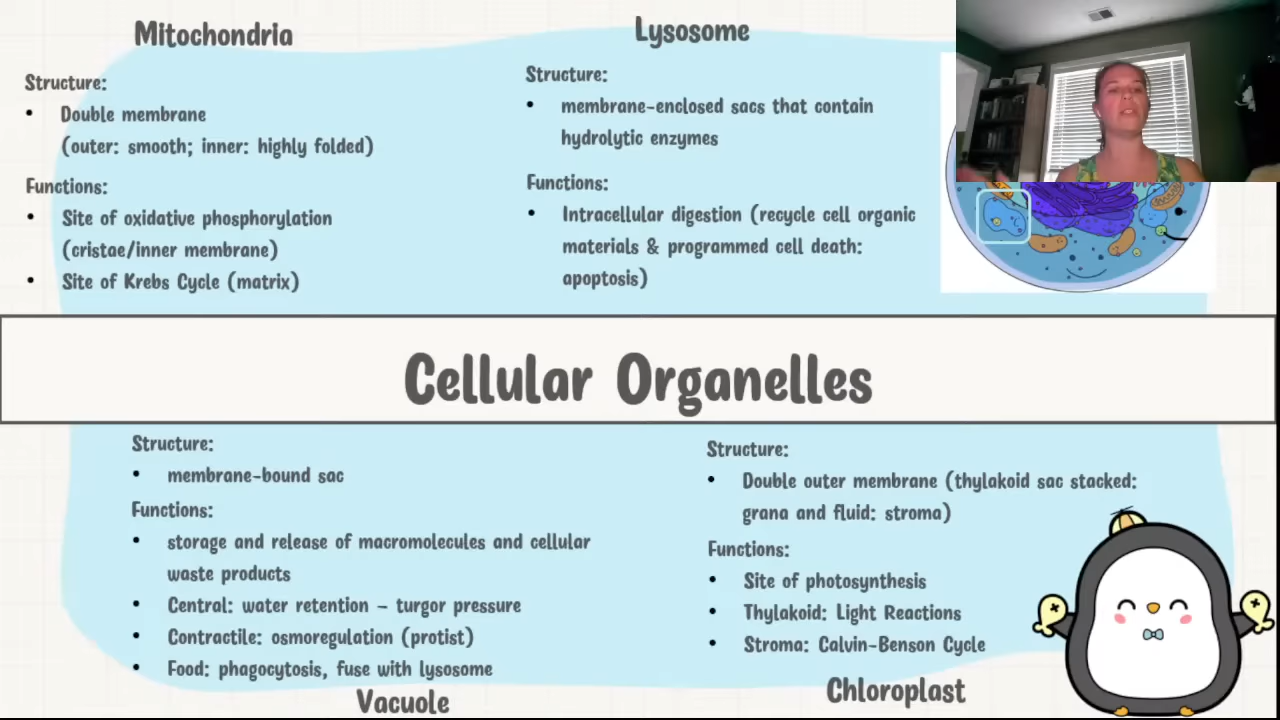 Mitochondria
Structure:
• Double membrane
(outer: smooth; inner: highly folded)
Functions:
• Site of oxidative phosphorylation
(cristae/inner membrane)
• Site of Krebs Cycle (matrix)
Lysosome
Structure:
• membrane-enclosed sacs that contain
hydrolytic enzymes
Functions:
• Intracellular digestion (recycle cell organic
materials & programmed cell death:
apoptosis)
Cellular Organelles
Structure:
• membrane-bound sac
Functions:
• storage and release of macromolecules and cellular
waste products
• Central: water retention – turgor pressure
• Contractile: osmoregulation (protist)
• Food: phagocytosis, fuse with lysosome
Vacuole
Structure:
• Double outer membrane (thylakoid sac stacked:
grana and fluid: stroma)
Functions:
• Site of photosynthesis
• Thylakoid: Light Reactions
• Stroma: Calvin-Benson Cycle
Chloroplast